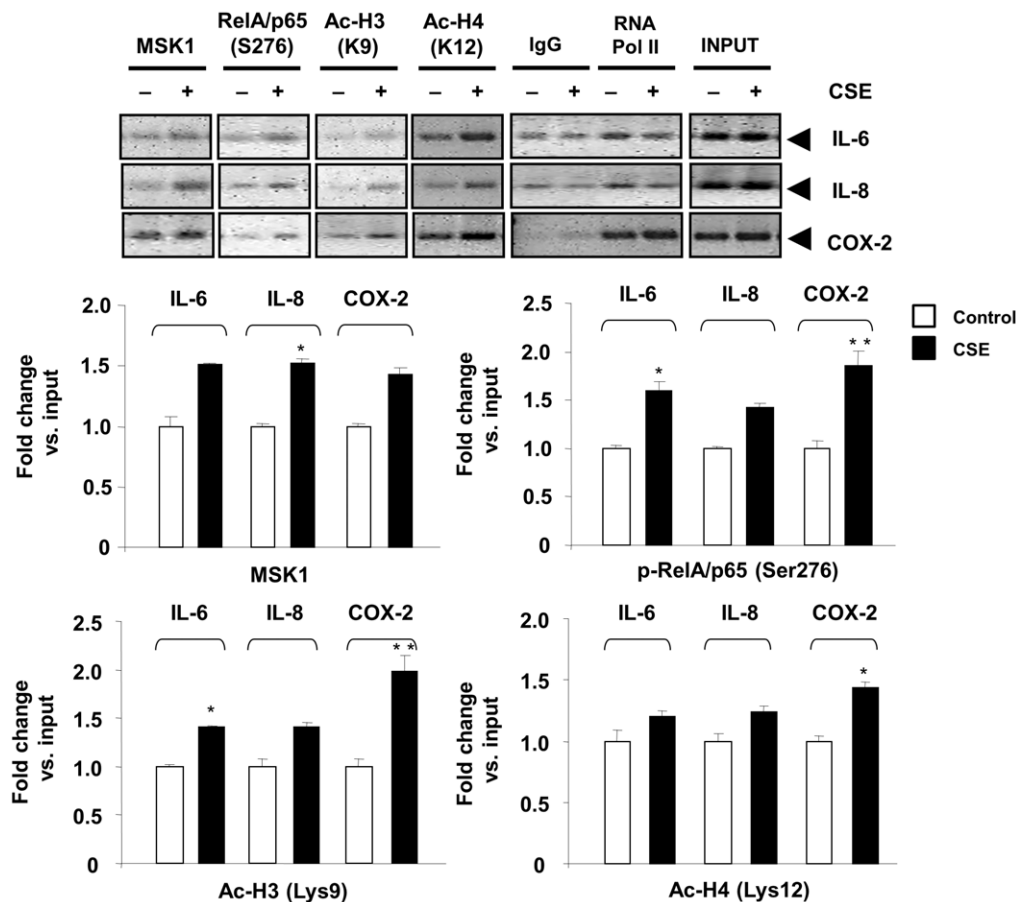 MSK1 RelA/p65 (S276) Ac-H3 (K9) Ac-H4 (K12) IgG RNA Pol II INPUT
– + – + – + – + – + – + – + CSE
IL-6
IL-8
COX-2
IL-6 IL-8 COX-2
2.0
1.5
1.0
0.5
0
*
Fold change
vs. input
MSK1
IL-6 IL-8 COX-2
2.5
2.0
1.5
1.0
0.5
0
* * *
Fold change
vs. input
p-RelA/p65 (Ser276)
Control
CSE
IL-6 IL-8 COX-2
2.5
2.0
1.5
1.0
0.5
0
* * *
Fold change
vs. input
Ac-H3 (Lys9)
IL-6 IL-8 COX-2
2.0
1.5
1.0
0.5
0
*
Fold change
vs. input
Ac-H4 (Lys12)